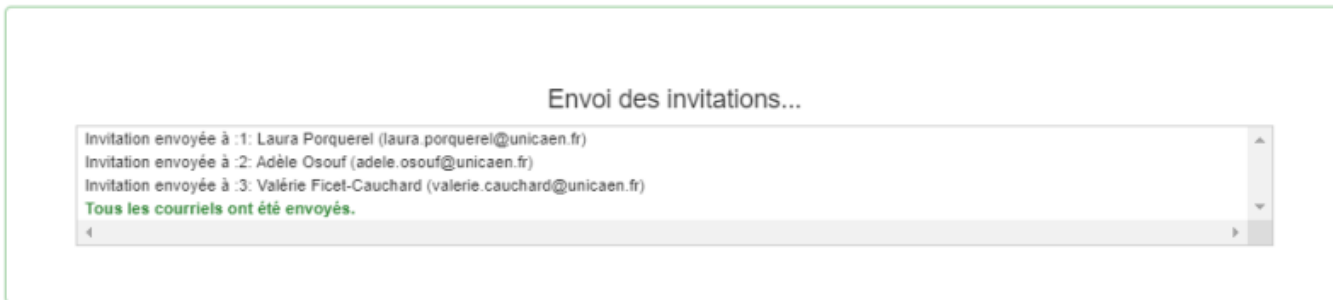 Envoi des invitations...
Invitation envoyée à :1: Laura Porquerel (laura.porquerel@unicaen.fr)
Invitation envoyée à :2: Adèle Osouf (adele.osouf@unicaen.fr)
Invitation envoyée à :3: Valérie Ficet-Cauchard (valerie.cauchard@unicaen.fr)
Tous les courriels ont été envoyés.